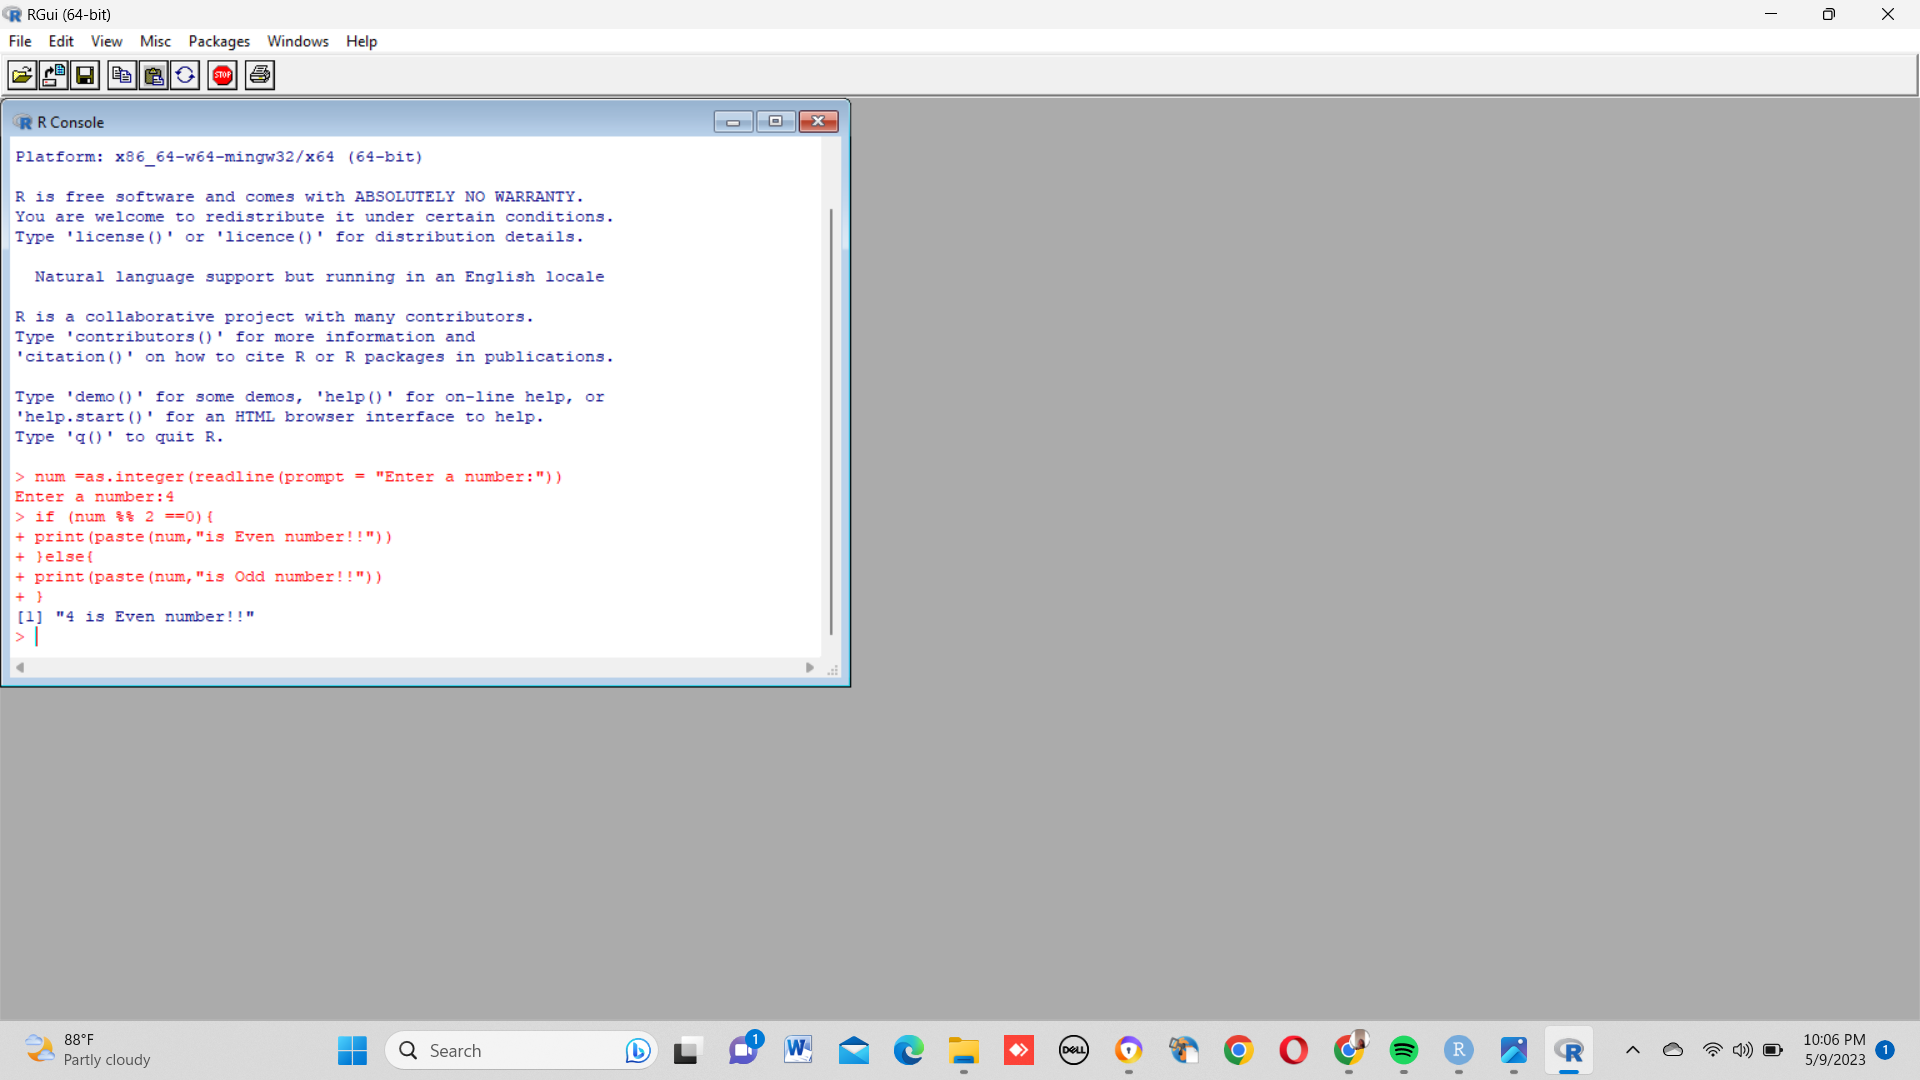 RGui (64-bit)
File Edit View Misc Packages Windows Help
STOP
R Console
Platform: x86_64-w64-mingw32/x64 (64-bit)
R is free software and comes with ABSOLUTELY NO WARRANTY.
You are welcome to redistribute it under certain conditions.
Type 'license()' or 'licence()' for distribution details.
Natural language support but running in an English locale
R is a collaborative project with many contributors.
Type 'contributors()' for more information and
'citation()' on how to cite R or R packages in publications.
Type 'demo()' for some demos, 'help()' for on-line help, or
'help.start()' for an HTML browser interface to help.
Type 'q()' to quit R.
> num =as.integer(readline(prompt = "Enter a number:"))
Enter a number:4
> if (num %% 2 ==0){
+ print(paste(num,"is Even number!!"))
+ }else{
+ print(paste(num,"is Odd number!!"))
+ }
[1] "4 is Even number!!"
>
88°F
Partly cloudy
Search
1
W
DELL
R
R
10:06 PM
5/9/2023
1